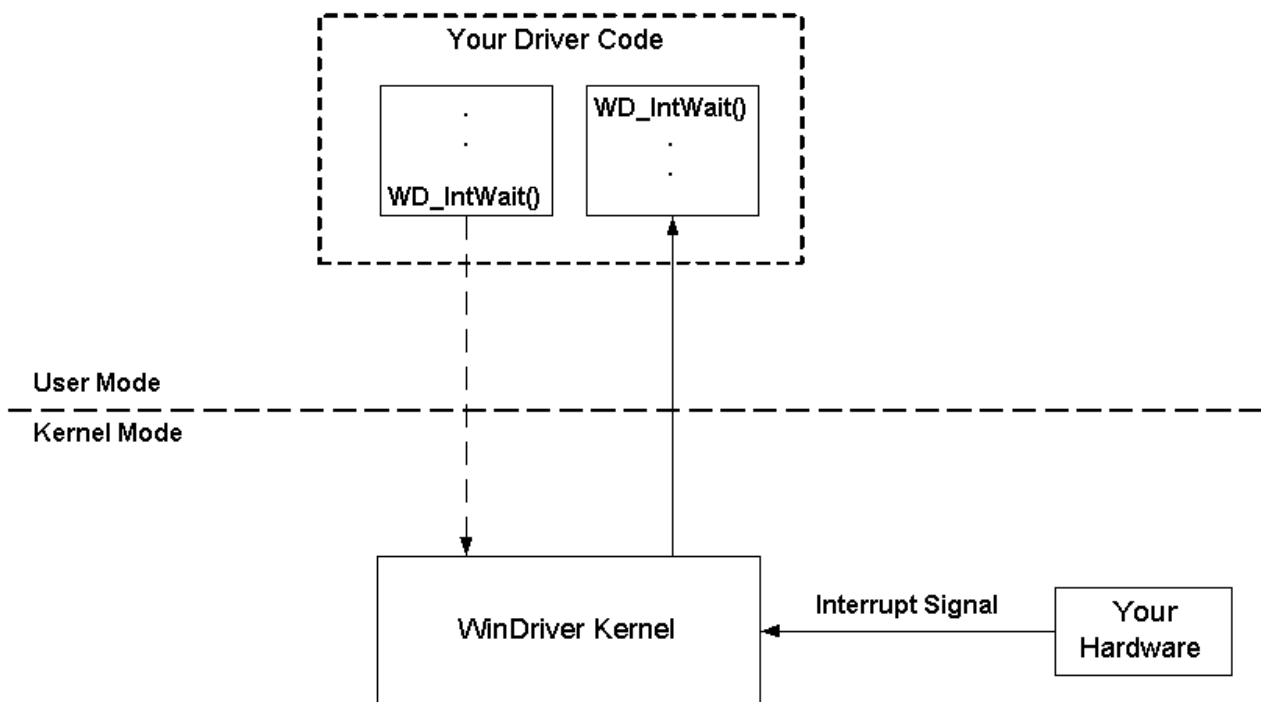 Your Driver Code
.
.
WD_IntWait()
WD_IntWait()
.
.
User Mode
Kernel Mode
WinDriver Kernel
Interrupt Signal
Your
Hardware